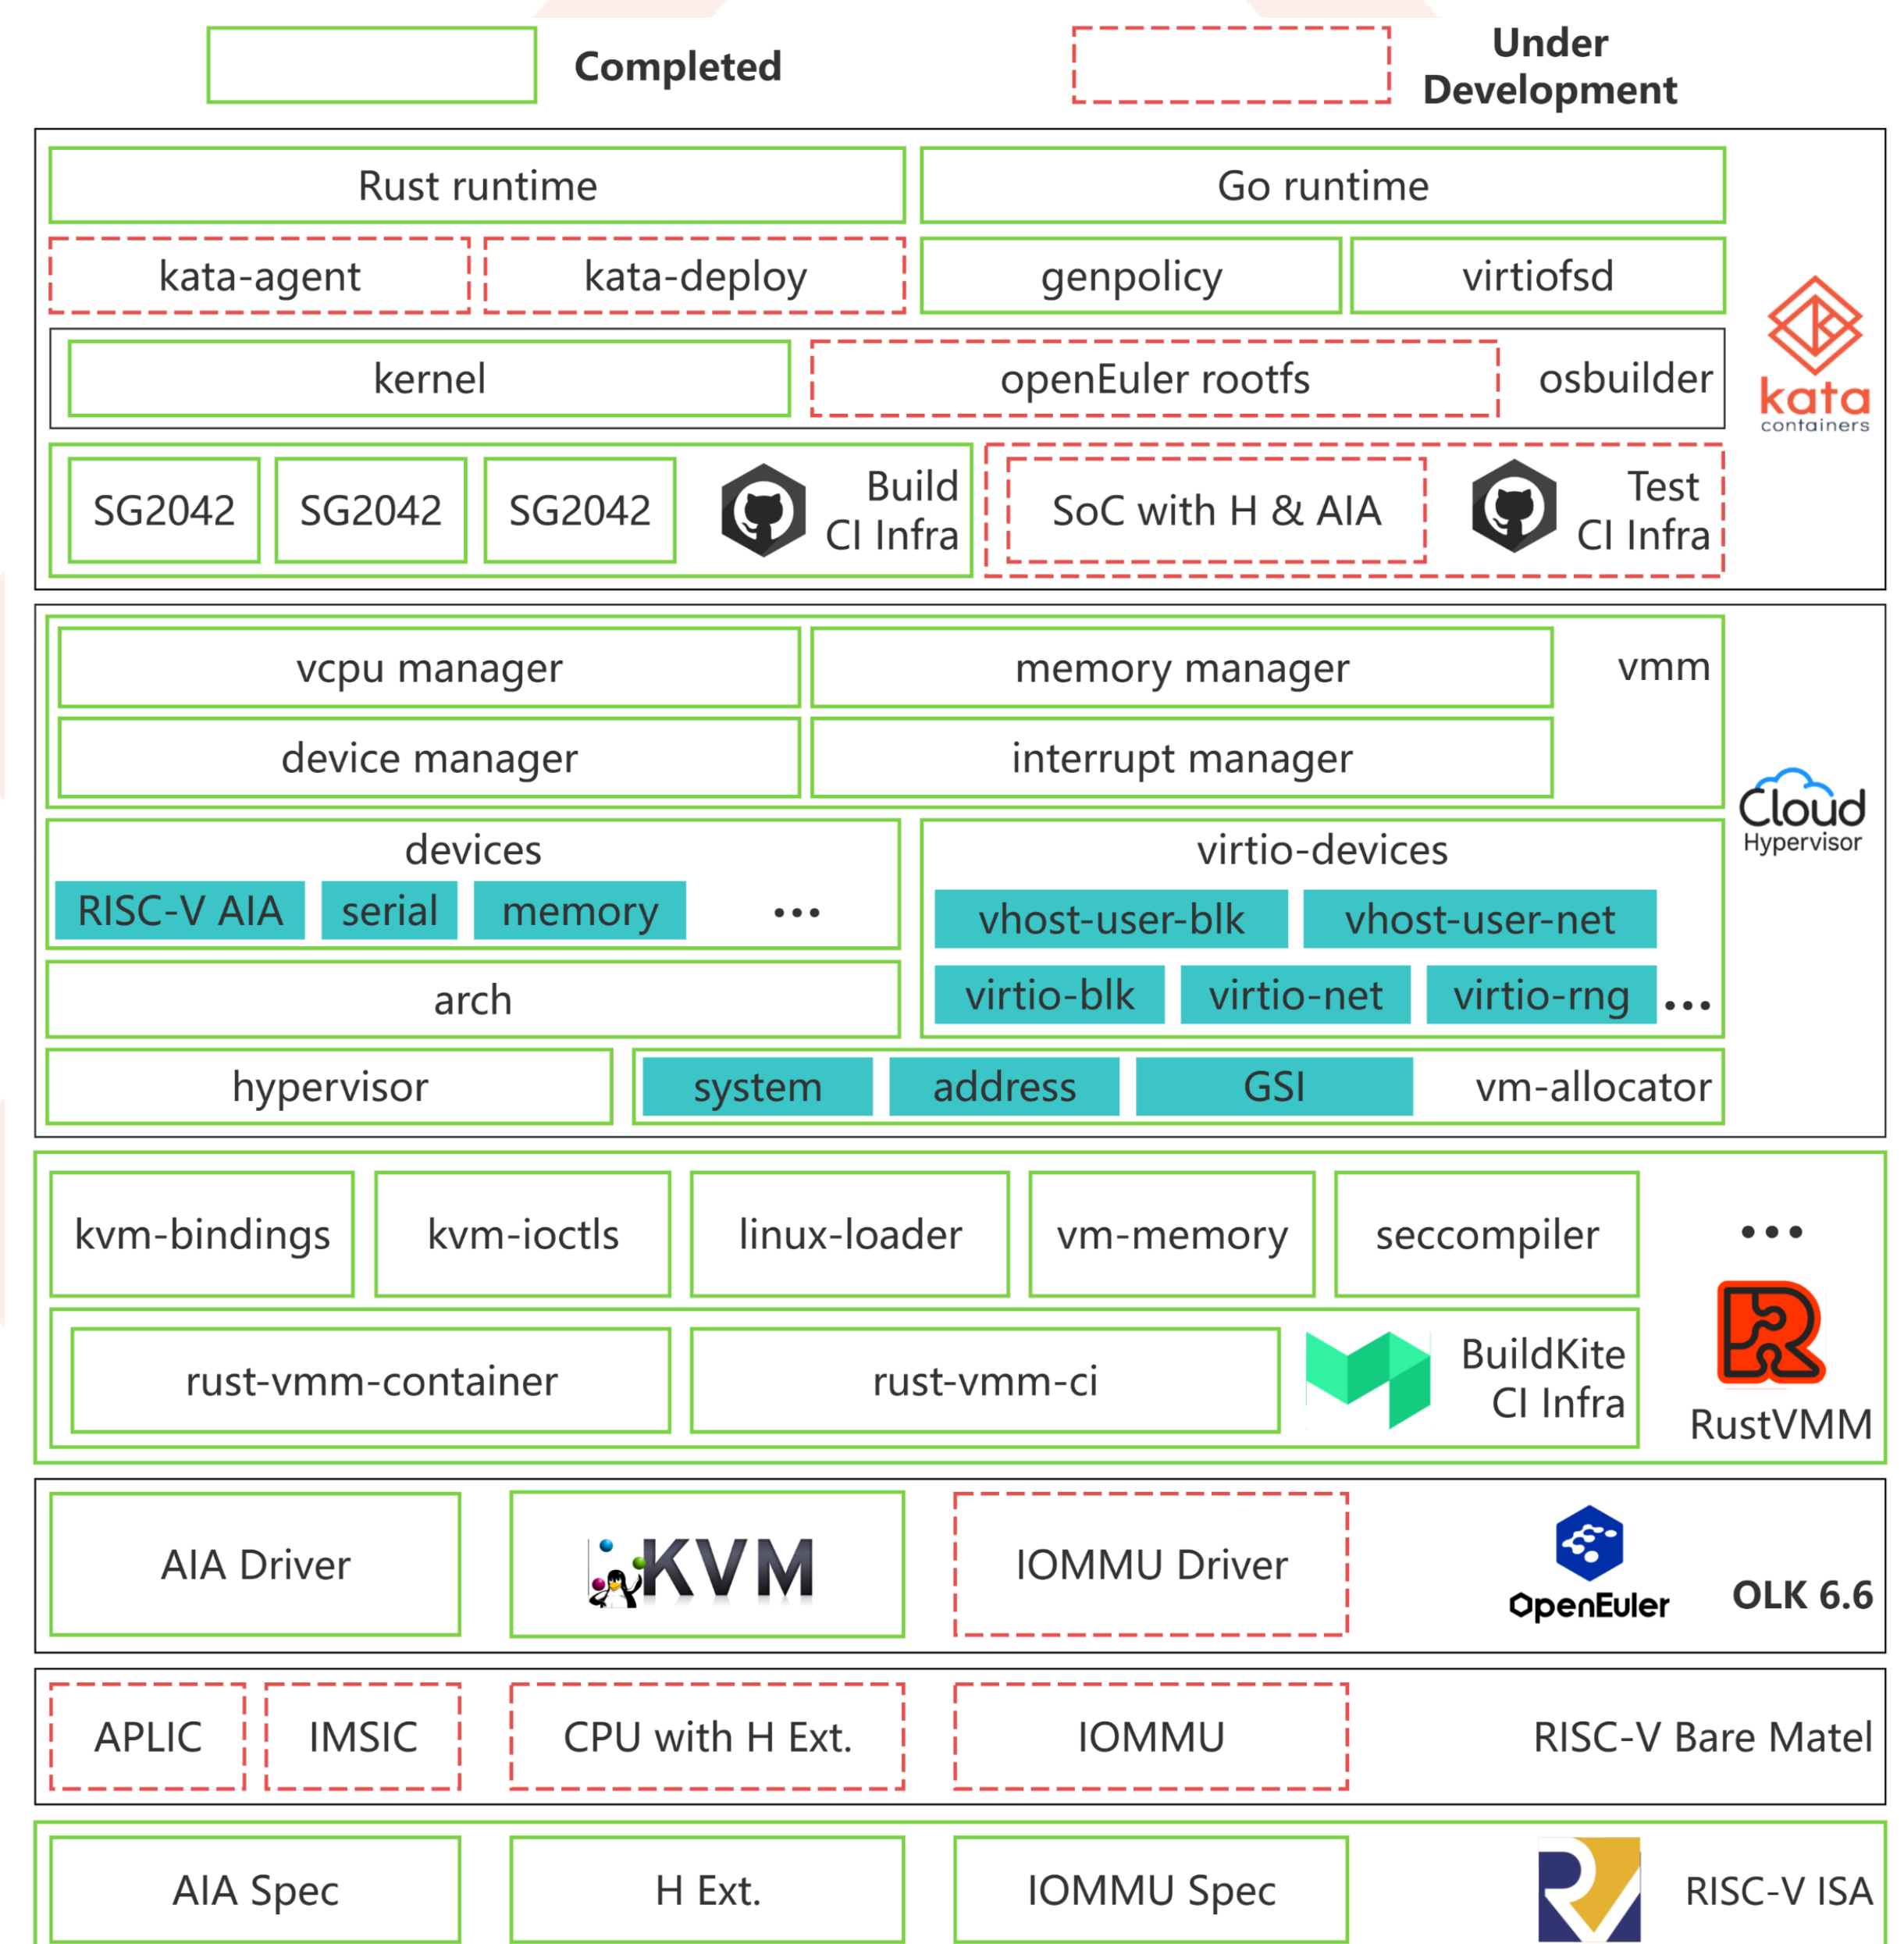 Completed
Under
Development
Rust runtime
Go runtime
kata-agent
kata-deploy
genpolicy
virtiofsd
kata
containers
kernel
openEuler rootfs
osbuilder
SG2042
SG2042
SG2042
Build
CI Infra
SoC with H & AIA
Test
CI Infra
vcpu manager
memory manager
vmm
device manager
interrupt manager
Cloud
Hypervisor
devices
RISC-V AIA
serial
memory
...
virtio-devices
vhost-user-blk
vhost-user-net
virtio-blk
virtio-net
virtio-rng
...
arch
hypervisor
system
address
GSI
vm-allocator
kvm-bindings
kvm-ioctls
linux-loader
vm-memory
seccompiler
...
rust-vmm-container
rust-vmm-ci
BuildKite
CI Infra
RustVMM
AIA Driver
KVM
IOMMU Driver
OpenEuler
OLK 6.6
APLIC
IMSIC
CPU with H Ext.
IOMMU
RISC-V Bare Matel
AIA Spec
H Ext.
IOMMU Spec
RISC-V ISA